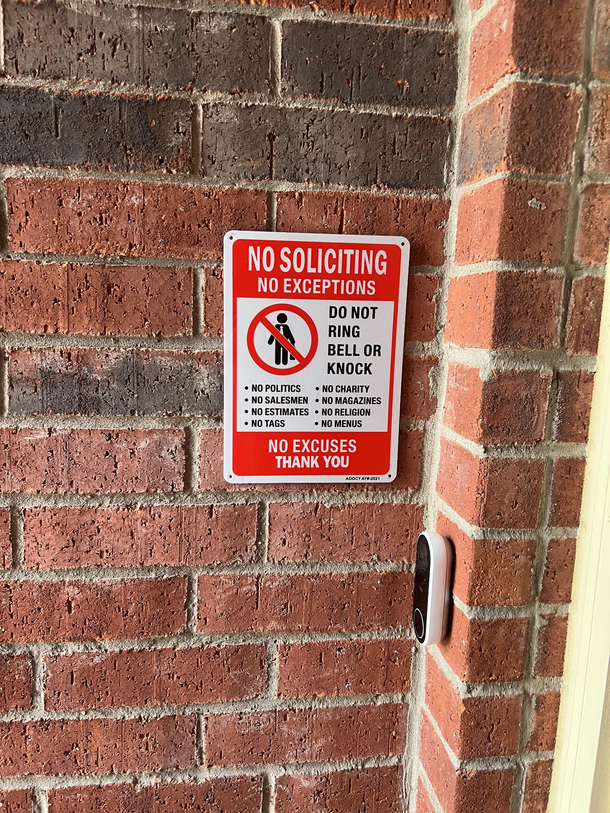 NO SOLICITING
NO EXCEPTIONS
DO NOT
RING
BELL OR
KNOCK
• NO POLITICS
• NO SALESMEN
• NO ESTIMATES
• NO TAGS
• NO CHARITY
• NO MAGAZINES
• NO RELIGION
• NO MENUS
NO EXCUSES
THANK YOU